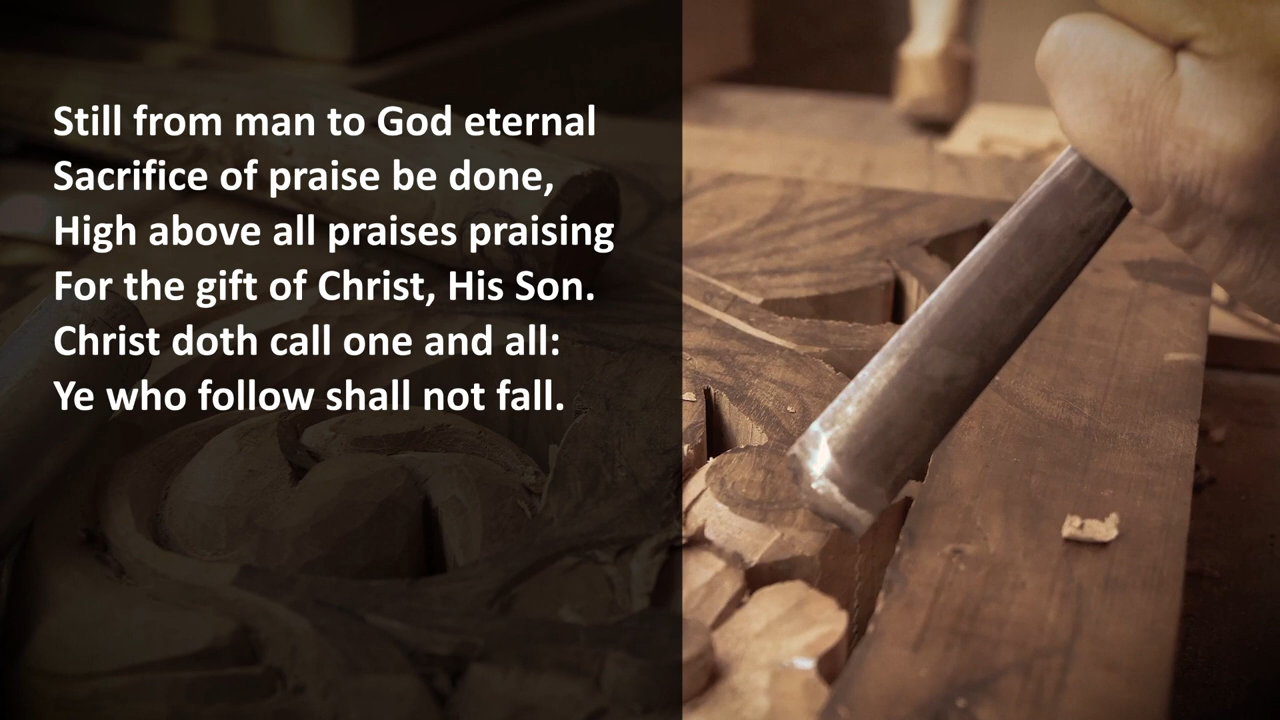 Still from man to God eternal
Sacrifice of praise be done,
High above all praises praising
For the gift of Christ, His Son.
Christ doth call one and all:
Ye who follow shall not fall.